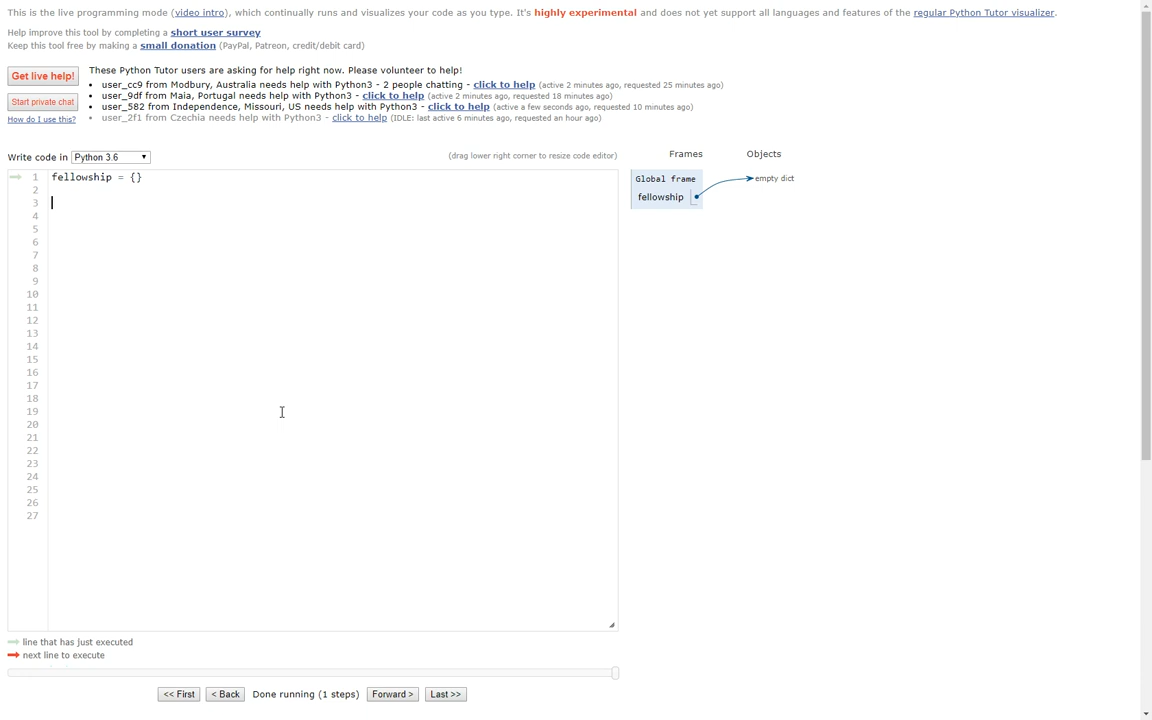 This is the live programming mode (video intro), which continually runs and visualizes your code as you type. It's highly experimental and does not yet support all languages and features of the regular Python Tutor visualizer.
Help improve this tool by completing a short user survey
Keep this tool free by making a small donation (PayPal, Patreon, credit/debit card)
Get live help!
Start private chat
How do I use this?
These Python Tutor users are asking for help right now. Please volunteer to help!
• user_cc9 from Modbury, Australia needs help with Python3 - 2 people chatting - click to help (active 2 minutes ago, requested 25 minutes ago)
• user_9df from Maia, Portugal needs help with Python3 - click to help (active 2 minutes ago, requested 18 minutes ago)
• user_582 from Independence, Missouri, US needs help with Python3 - click to help (active a few seconds ago, requested 10 minutes ago)
• user_2f1 from Czechia needs help with Python3 - click to help (IDLE: last active 6 minutes ago, requested an hour ago)
Write code in Python 3.6
(drag lower right corner to resize code editor)
1 fellowship = {}
2
3
4
5
6
7
8
9
10
11
12
13
14
15
16
17
18
19
20
21
22
23
24
25
26
27
Frames Objects
Global frame
fellowship
empty dict
line that has just executed
next line to execute
<< First < Back Done running (1 steps) Forward > Last >>